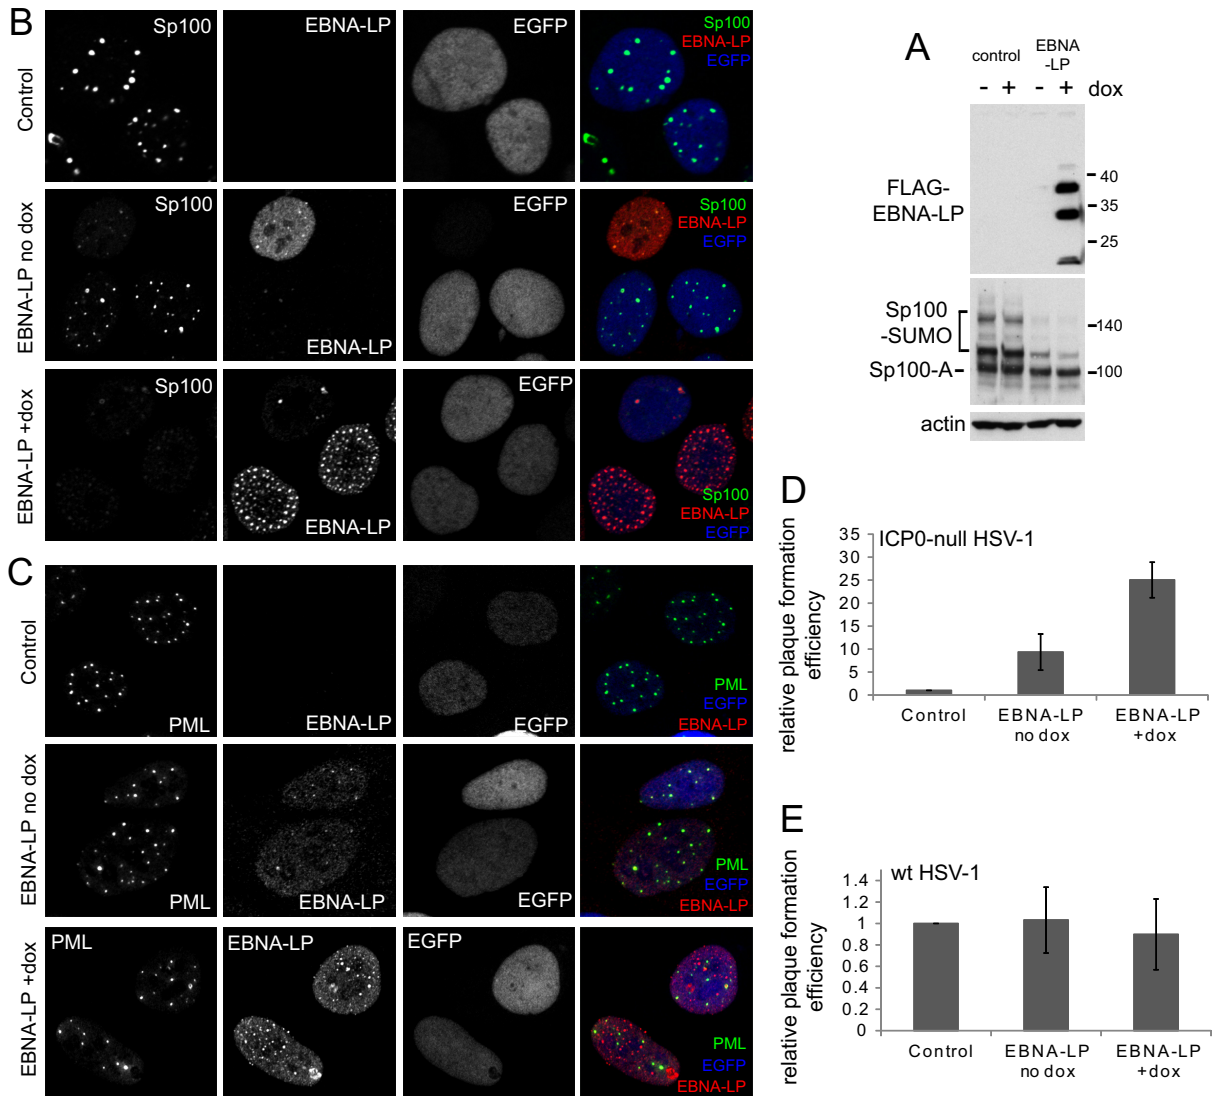 B
Control
Sp100
EBNA-LP
EGFP
Sp100
EBNA-LP
EGFP
EBNA-LP no dox
Sp100
EBNA-LP
EGFP
Sp100
EBNA-LP
EGFP
EBNA-LP +dox
Sp100
EBNA-LP
EGFP
Sp100
EBNA-LP
EGFP
C
Control
PML
EBNA-LP
EGFP
PML
EGFP
EBNA-LP
EBNA-LP no dox
PML
EBNA-LP
EGFP
PML
EGFP
EBNA-LP
EBNA-LP +dox
PML
EBNA-LP
EGFP
PML
EGFP
EBNA-LP
A
control
EBNA
-LP
- + - + dox
FLAG-
EBNA-LP
40
35
25
Sp100
-SUMO
Sp100-A
140
100
actin
D
ICP0-null HSV-1
relative plaque formation
efficiency
35
30
25
20
15
10
5
0
Control
EBNA-LP
no dox
EBNA-LP
+dox
E
wt HSV-1
relative plaque formation
efficiency
1.4
1.2
1
0.8
0.6
0.4
0.2
0
Control
EBNA-LP
no dox
EBNA-LP
+dox